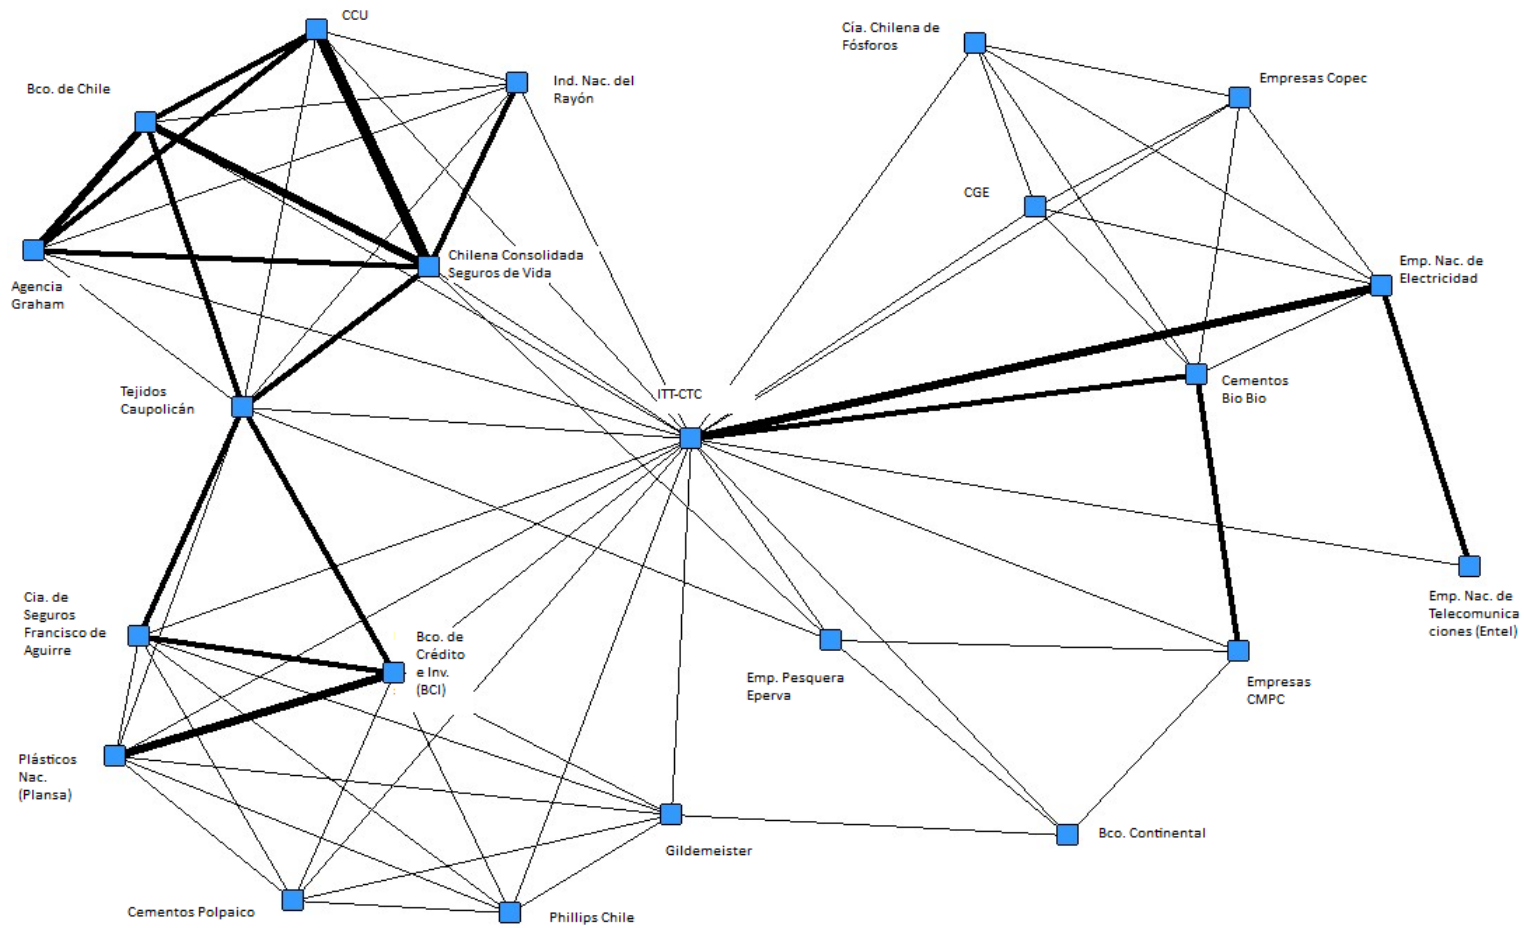 CCU
Cía. Chilena de
Fósforos
Empresas Copec
Bco. de Chile
Ind. Nac. del
Rayón
CGE
Chilena Consolidada
Seguros de Vida
Emp. Nac. de
Electricidad
Agencia
Graham
Tejidos
Caupolicán
ITT-CTC
Cementos
Bio Bio
Cia. de
Seguros
Francisco de
Aguirre
Bco. de
Crédito
e Inv.
(BCI)
Emp. Nac. de
Telecomunica
ciones (Entel)
Emp. Pesquera
Eperva
Empresas
CMPC
Plásticos
Nac.
(Plansa)
Gildemeister
Bco. Continental
Cementos Polpaico
Phillips Chile